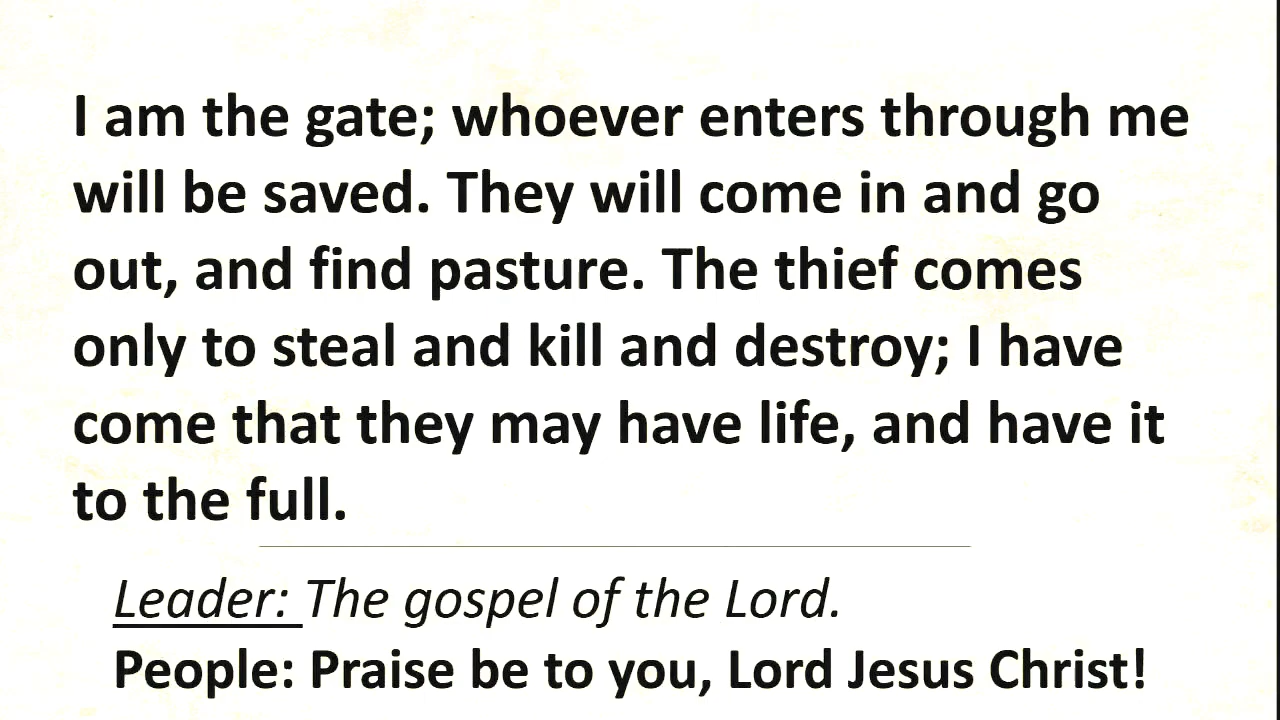 I am the gate; whoever enters through me
will be saved. They will come in and go
out, and find pasture. The thief comes
only to steal and kill and destroy; I have
come that they may have life, and have it
to the full.
Leader: The gospel of the Lord.
People: Praise be to you, Lord Jesus Christ!